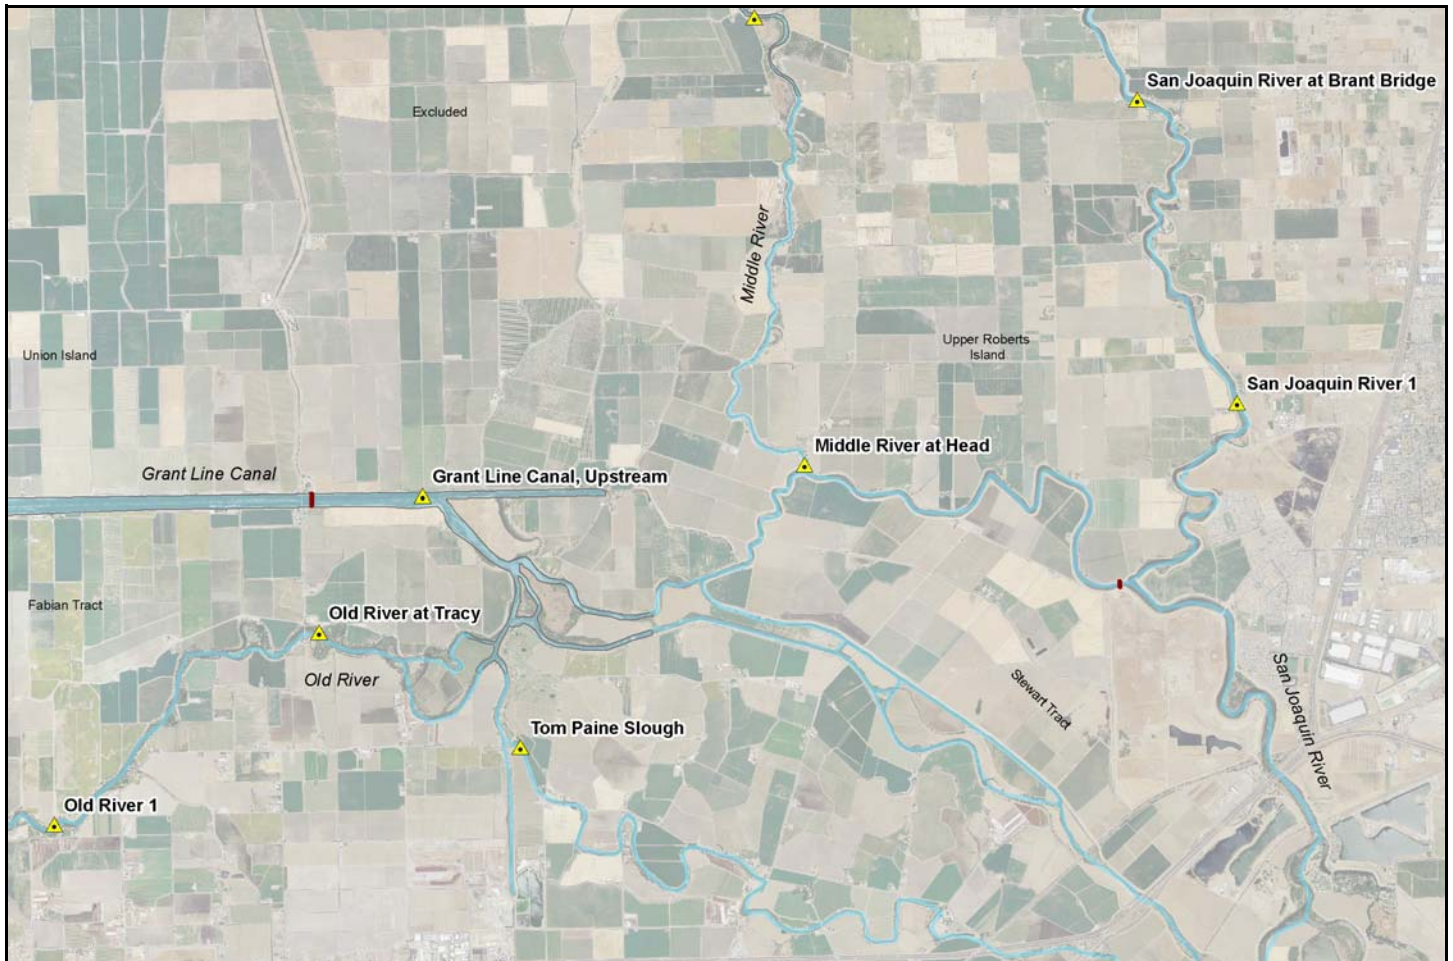 San Joaquin River at Brant Bridge
Excluded
Middle River
Union Island
Upper Roberts
Island
San Joaquin River 1
Middle River at Head
Grant Line Canal
Grant Line Canal, Upstream
Fabian Tract
Old River at Tracy
Old River
Stewart Tract
San Joaquin River
Tom Paine Slough
Old River 1